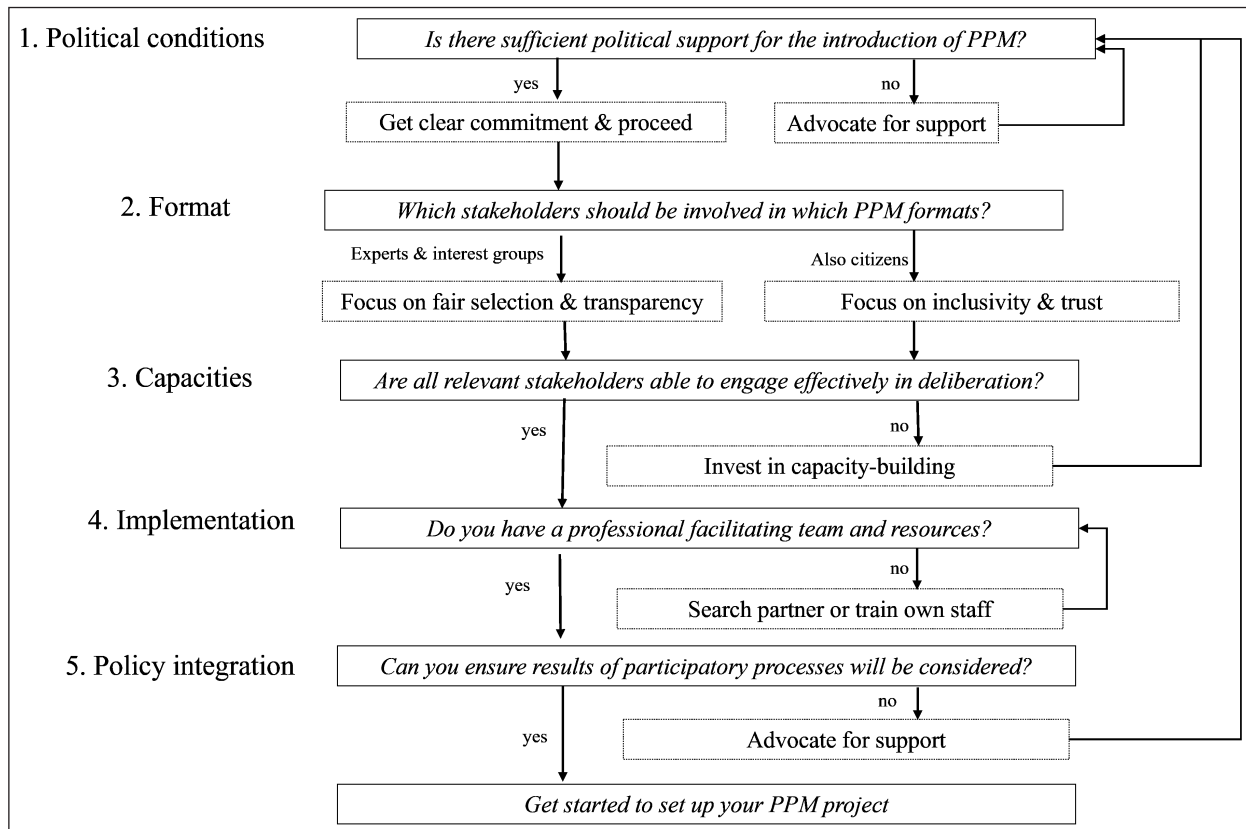 1. Political conditions
Is there sufficient political support for the introduction of PPM?
yes
no
Get clear commitment & proceed
Advocate for support
2. Format
Which stakeholders should be involved in which PPM formats?
Experts & interest groups
Also citizens
Focus on fair selection & transparency
Focus on inclusivity & trust
3. Capacities
Are all relevant stakeholders able to engage effectively in deliberation?
yes
no
Invest in capacity-building
4. Implementation
Do you have a professional facilitating team and resources?
yes
no
Search partner or train own staff
5. Policy integration
Can you ensure results of participatory processes will be considered?
yes
no
Advocate for support
Get started to set up your PPM project